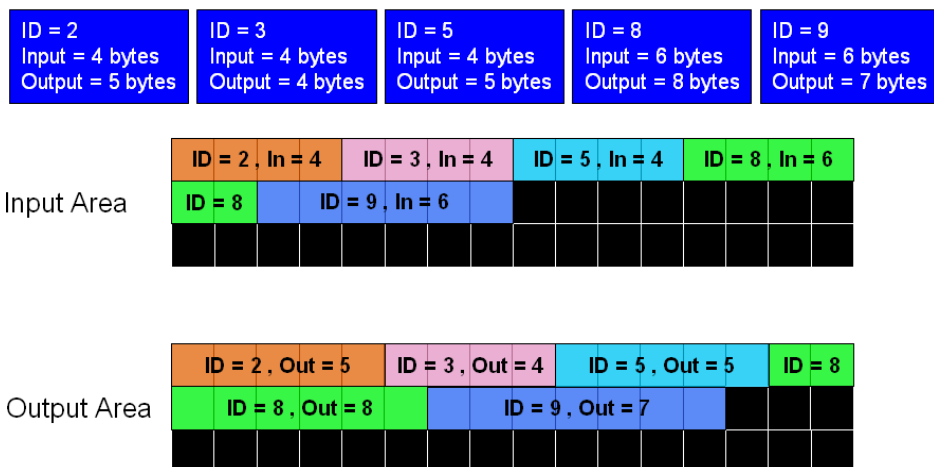 ID = 2
Input = 4 bytes
Output = 5 bytes
ID = 3
Input = 4 bytes
Output = 4 bytes
ID = 5
Input = 4 bytes
Output = 5 bytes
ID = 8
Input = 6 bytes
Output = 8 bytes
ID = 9
Input = 6 bytes
Output = 7 bytes
Input Area
ID = 2 , In = 4
ID = 3 , In = 4
ID = 5 , In = 4
ID = 8 , In = 6
ID = 8
ID = 9 , In = 6
Output Area
ID = 2 , Out = 5
ID = 3 , Out = 4
ID = 5 , Out = 5
ID = 8
ID = 8 , Out = 8
ID = 9 , Out = 7